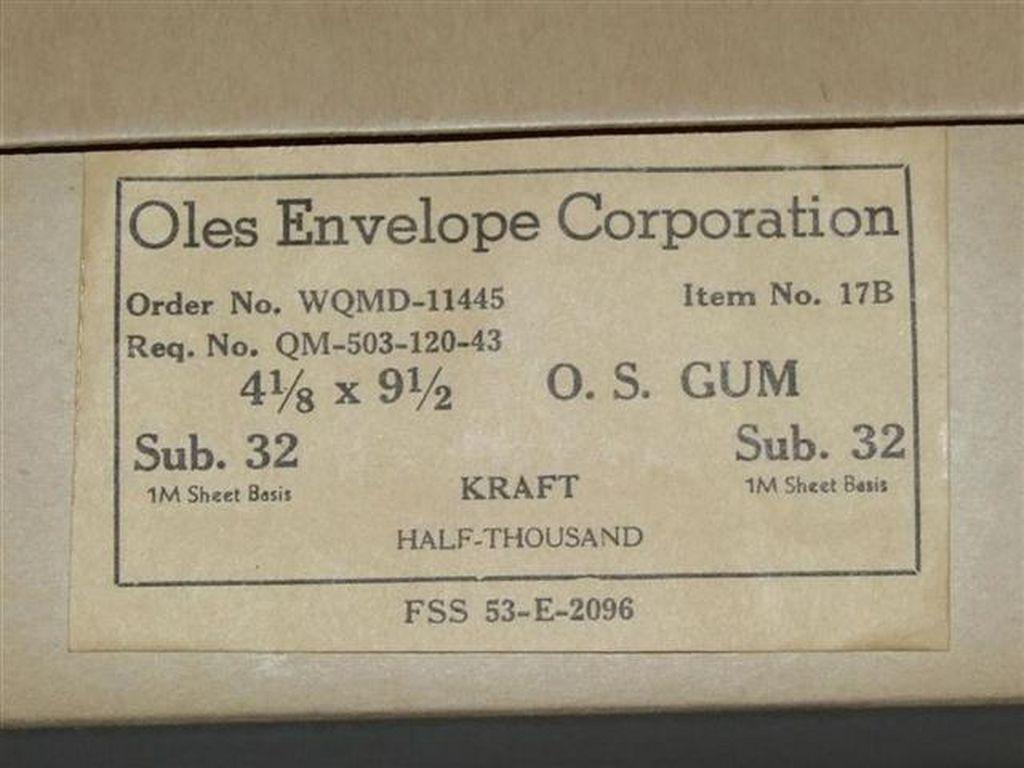 Oles Envelope Corporation
Order No. WQMD-11445 Item No. 17B
Req. No. QM-503-120-43
4⅛ x 9½ O. S. GUM
Sub. 32 Sub. 32
1M Sheet Basis KRAFT 1M Sheet Basis
HALF-THOUSAND
FSS 53-E-2096